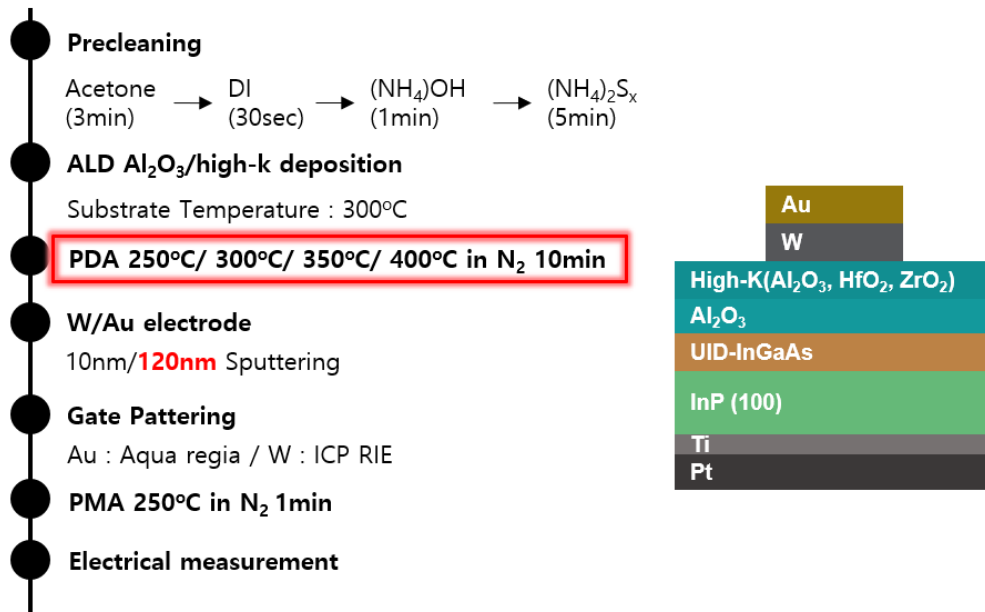 Precleaning
Acetone → DI → (NH₄)OH → (NH₄)₂Sₓ
(3min) (30sec) (1min) (5min)
ALD Al₂O₃/high-k deposition
Substrate Temperature : 300°C
PDA 250°C/ 300°C/ 350°C/ 400°C in N₂ 10min
W/Au electrode
10nm/120nm Sputtering
Gate Pattering
Au : Aqua regia / W : ICP RIE
PMA 250°C in N₂ 1min
Electrical measurement
Au
W
High-K(Al₂O₃, HfO₂, ZrO₂)
Al₂O₃
UID-InGaAs
InP (100)
Ti
Pt